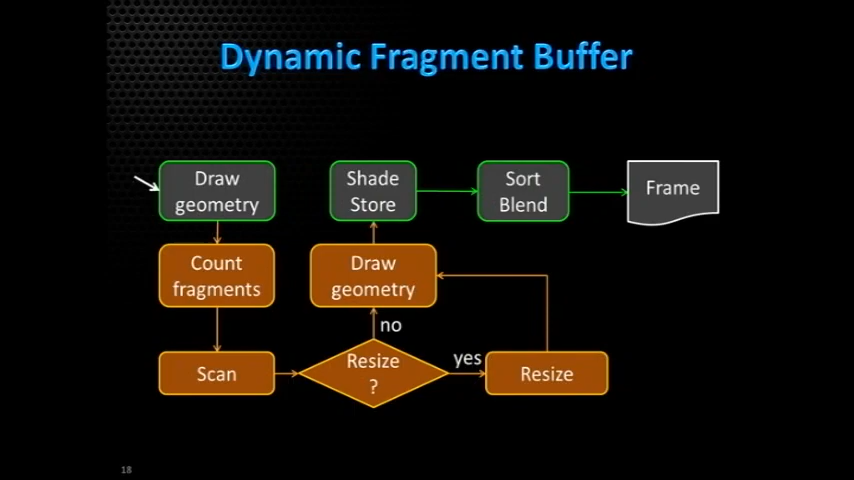 Dynamic Fragment Buffer
Draw
geometry
Shade
Store
Sort
Blend
Frame
Count
fragments
Draw
geometry
no
Scan
Resize
?
yes
Resize
18